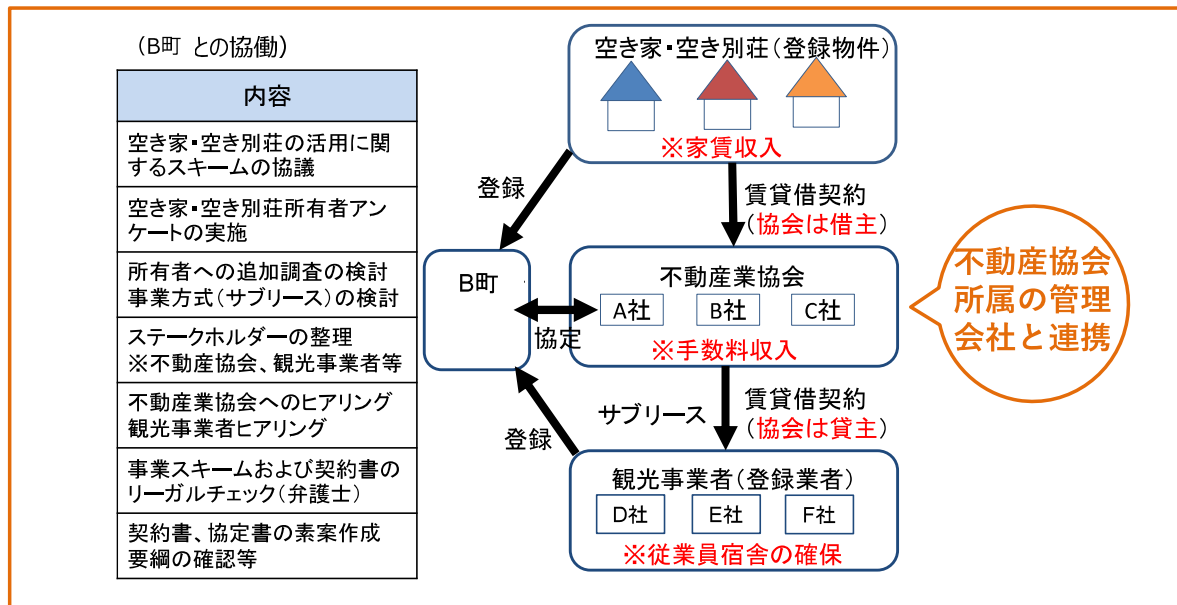 (B町 との協働)
内容
空き家・空き別荘の活用に関
するスキームの協議
空き家・空き別荘所有者アン
ケートの実施
所有者への追加調査の検討
事業方式(サブリース)の検討
ステークホルダーの整理
※不動産協会、観光事業者等
不動産業協会へのヒアリング
観光事業者ヒアリング
事業スキームおよび契約書の
リーガルチェック(弁護士)
契約書、協定書の素案作成
要綱の確認等
空き家・空き別荘(登録物件)
※家賃収入
登録
賃貸借契約
(協会は借主)
B町
協定
不動産業協会
A社
B社
C社
※手数料収入
不動産協会
所属の管理
会社と連携
サブリース
賃貸借契約
(協会は貸主)
登録
観光事業者(登録業者)
D社
E社
F社
※従業員宿舎の確保